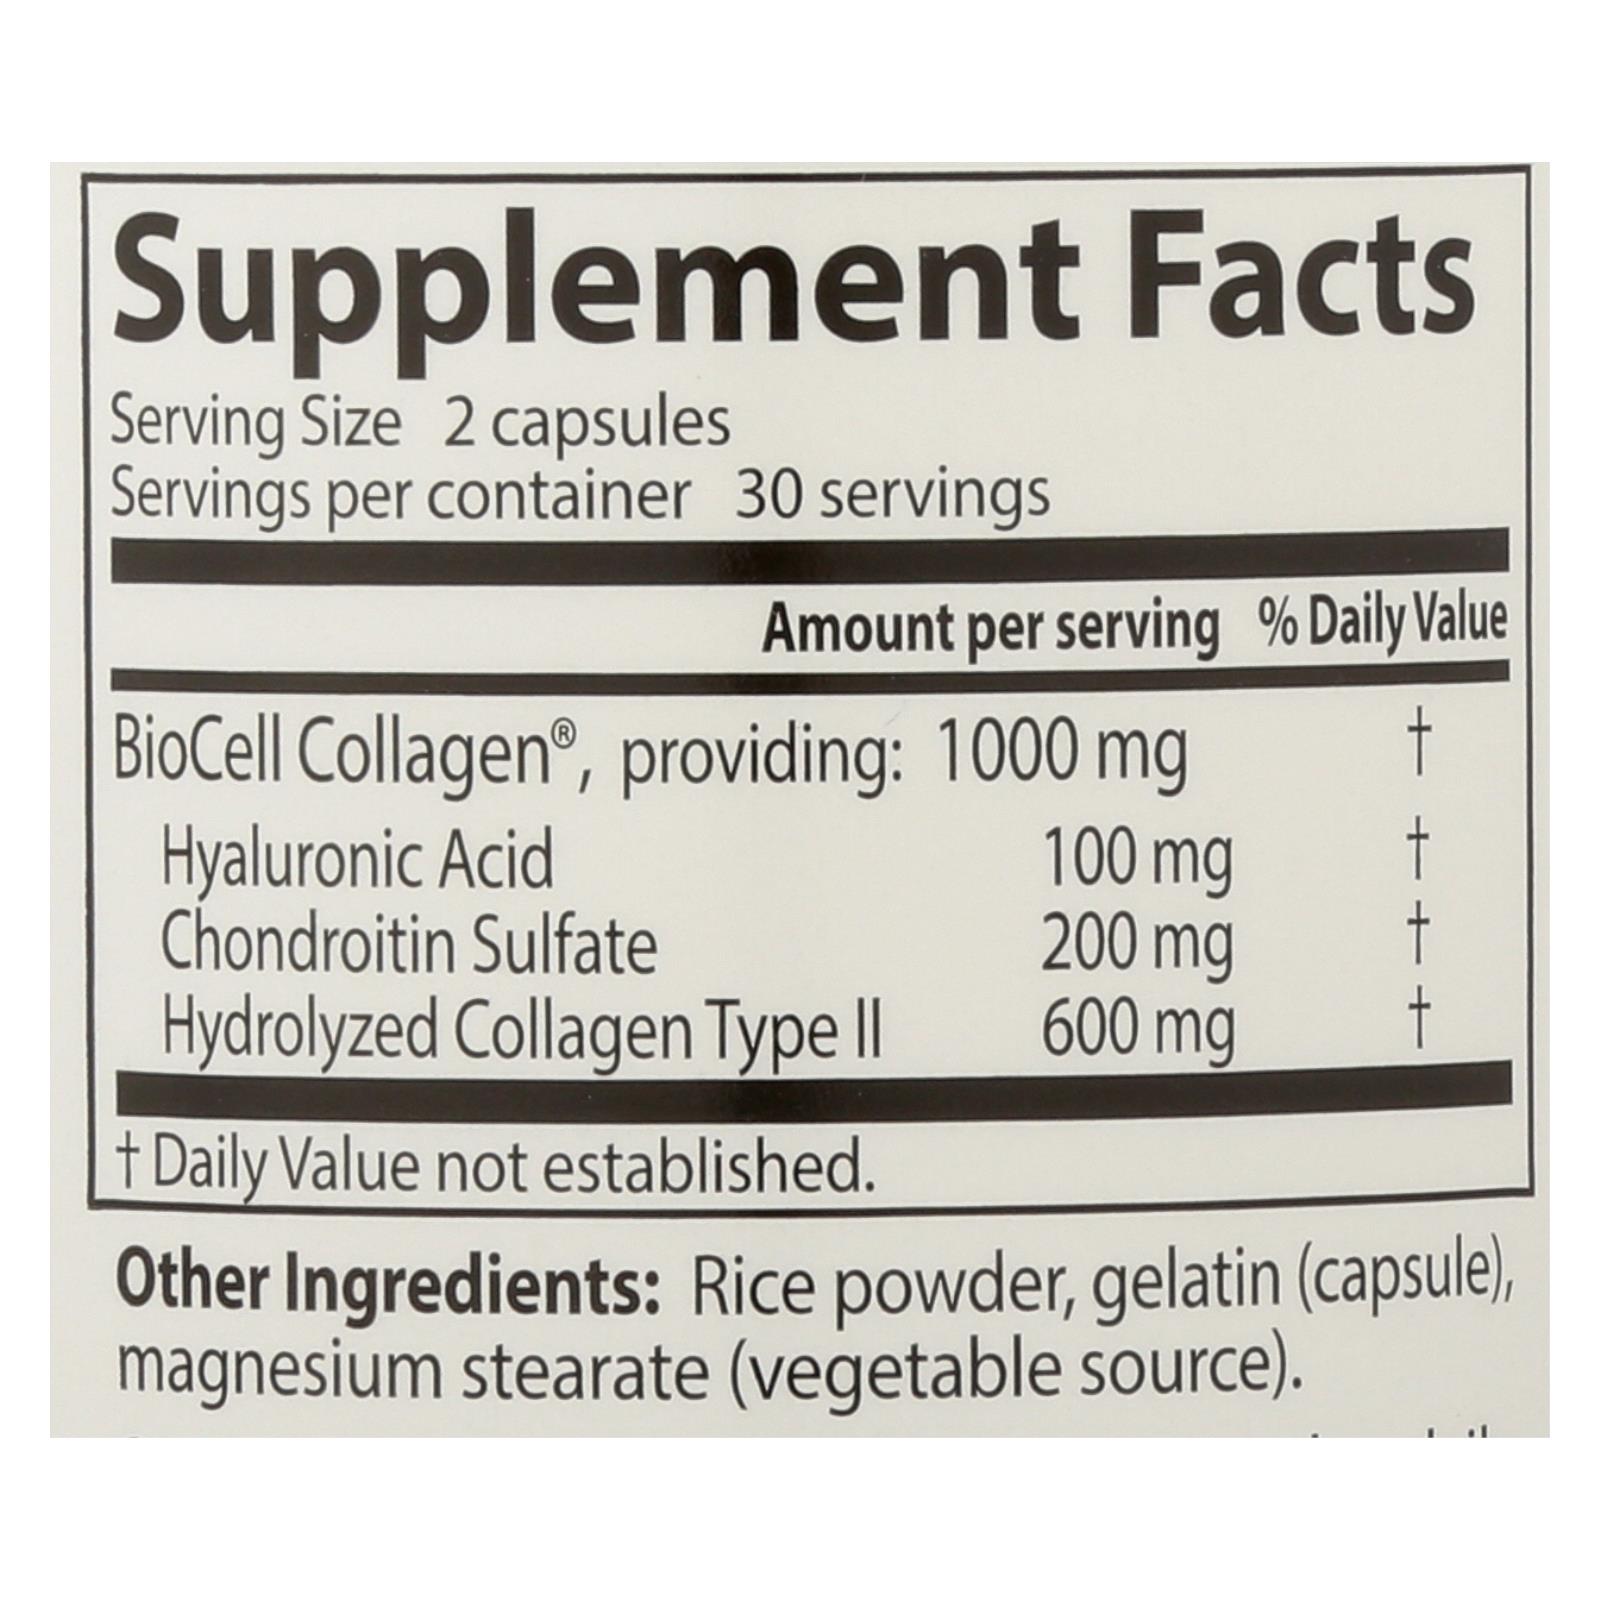 Supplement Facts
Serving Size 2 capsules
Servings per container 30 servings
Amount per serving % Daily Value
BioCell Collagen®, providing: 1000 mg †
Hyaluronic Acid 100 mg †
Chondroitin Sulfate 200 mg †
Hydrolyzed Collagen Type II 600 mg †
† Daily Value not established.
Other Ingredients: Rice powder, gelatin (capsule),
magnesium stearate (vegetable source).